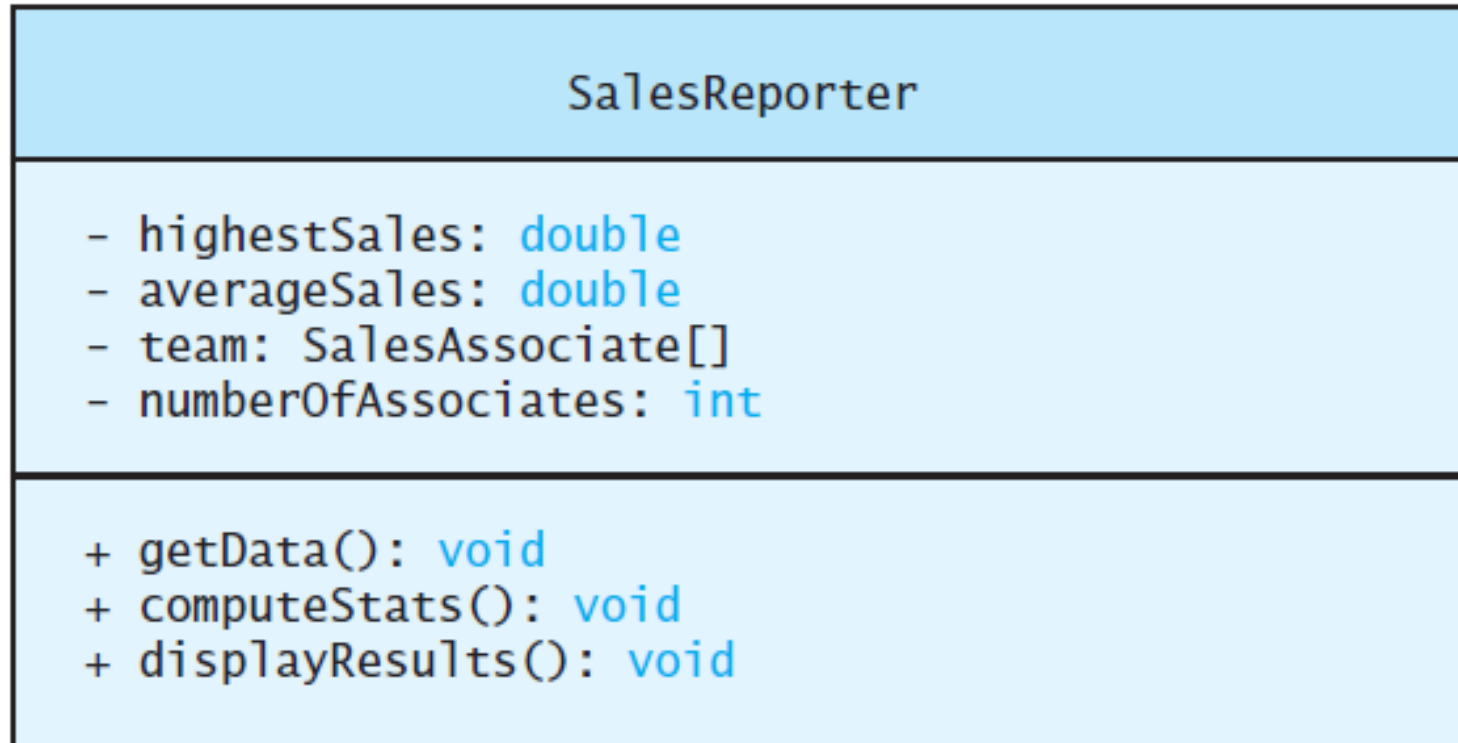 SalesReporter
- highestSales: double
- averageSales: double
- team: SalesAssociate[]
- numberOfAssociates: int
+ getData(): void
+ computeStats(): void
+ displayResults(): void